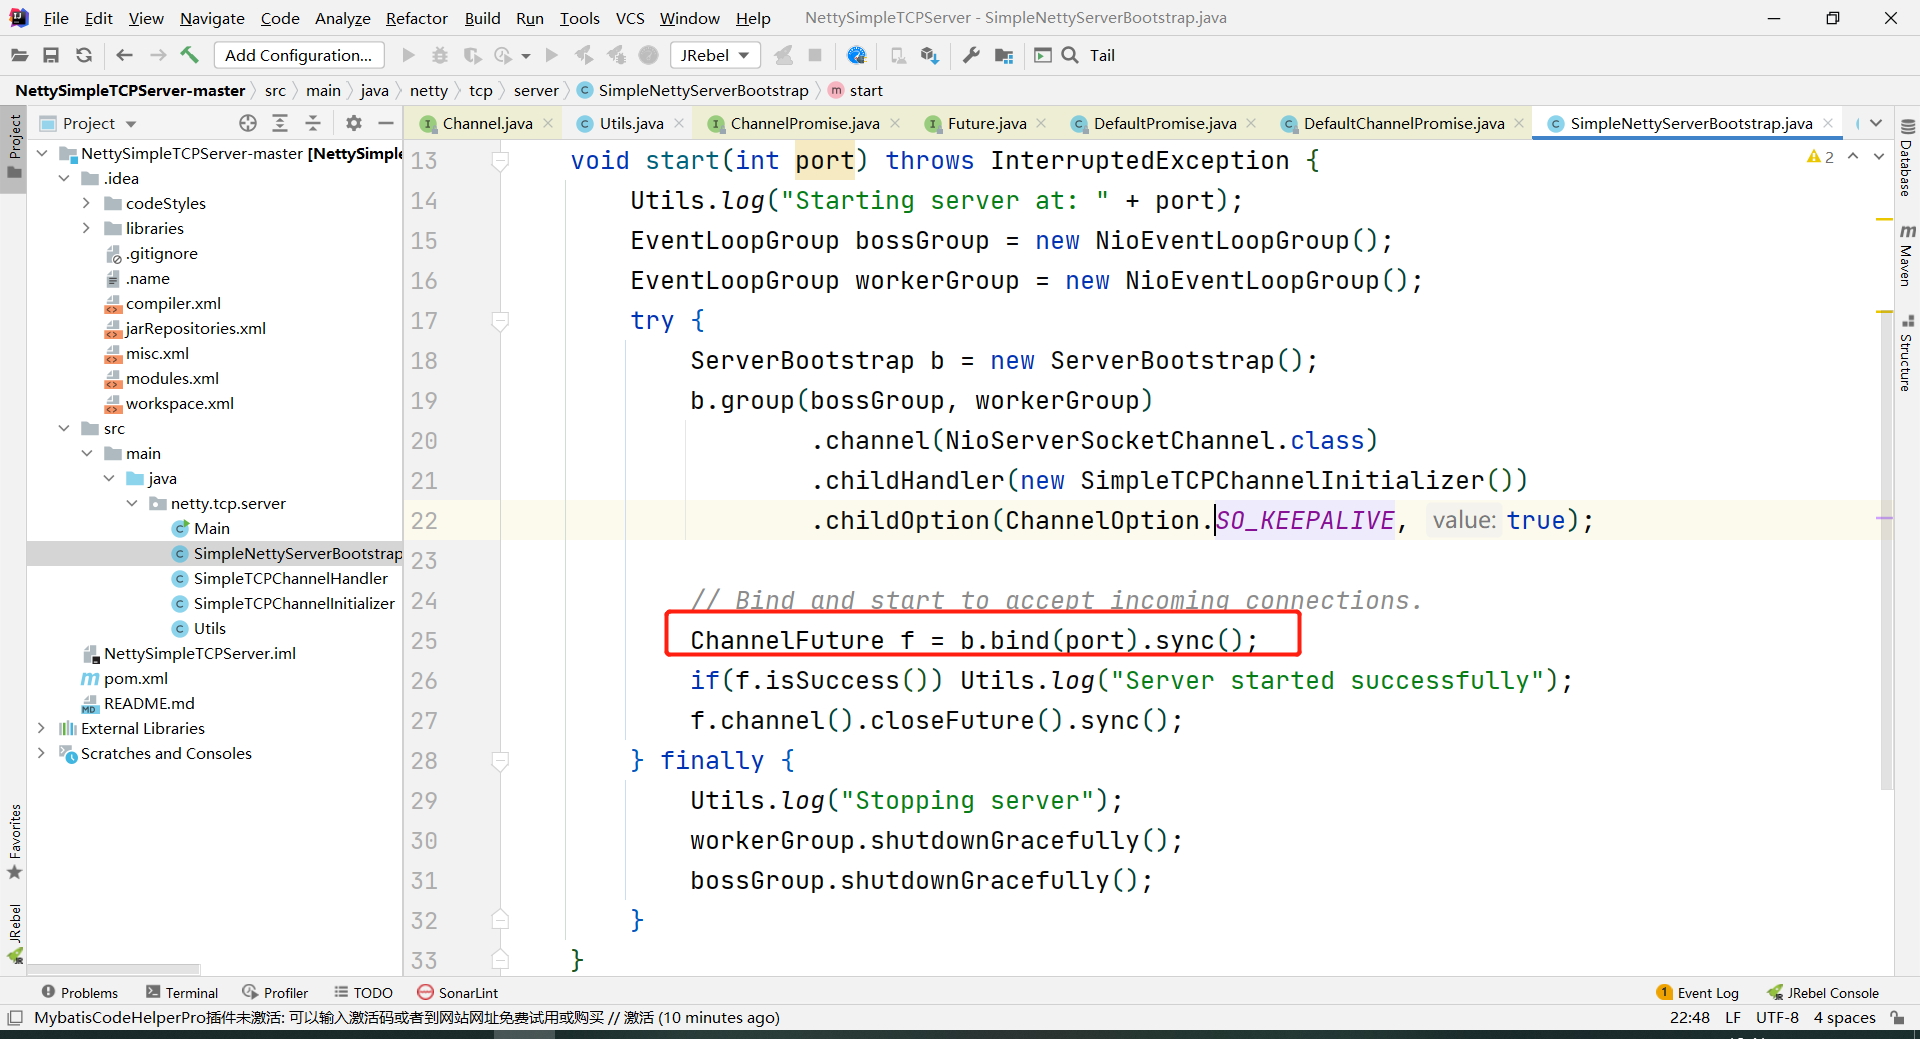 File Edit View Navigate Code Analyze Refactor Build Run Tools VCS Window Help NettySimpleTCPServer - SimpleNettyServerBootstrap.java
Add Configuration... JRebel Tail
NettySimpleTCPServer-master src main java netty tcp server SimpleNettyServerBootstrap start
Project
Project
Channel.java Utils.java ChannelPromise.java Future.java DefaultPromise.java DefaultChannelPromise.java SimpleNettyServerBootstrap.java
NettySimpleTCPServer-master [NettySimple
.idea
codeStyles
libraries
.gitignore
.name
compiler.xml
jarRepositories.xml
misc.xml
modules.xml
workspace.xml
src
main
java
netty.tcp.server
Main
SimpleNettyServerBootstrap
SimpleTCPChannelHandler
SimpleTCPChannelInitializer
Utils
NettySimpleTCPServer.iml
pom.xml
README.md
External Libraries
Scratches and Consoles
Favorites
JRebel
2
13 void start(int port) throws InterruptedException {
14 Utils.log("Starting server at: " + port);
15 EventLoopGroup bossGroup = new NioEventLoopGroup();
16 EventLoopGroup workerGroup = new NioEventLoopGroup();
17 try {
18 ServerBootstrap b = new ServerBootstrap();
19 b.group(bossGroup, workerGroup)
20 .channel(NioServerSocketChannel.class)
21 .childHandler(new SimpleTCPChannelInitializer())
22 .childOption(ChannelOption.SO_KEEPALIVE, value: true);
23
24 // Bind and start to accept incoming connections.
25 ChannelFuture f = b.bind(port).sync();
26 if(f.isSuccess()) Utils.log("Server started successfully");
27 f.channel().closeFuture().sync();
28 } finally {
29 Utils.log("Stopping server");
30 workerGroup.shutdownGracefully();
31 bossGroup.shutdownGracefully();
32 }
33 }
Database
Maven
Structure
Problems Terminal Profiler TODO SonarLint 1 Event Log JRebel Console
MybatisCodeHelperPro插件未激活: 可以输入激活码或者到网站网址免费试用或购买 // 激活 (10 minutes ago) 22:48 LF UTF-8 4 spaces